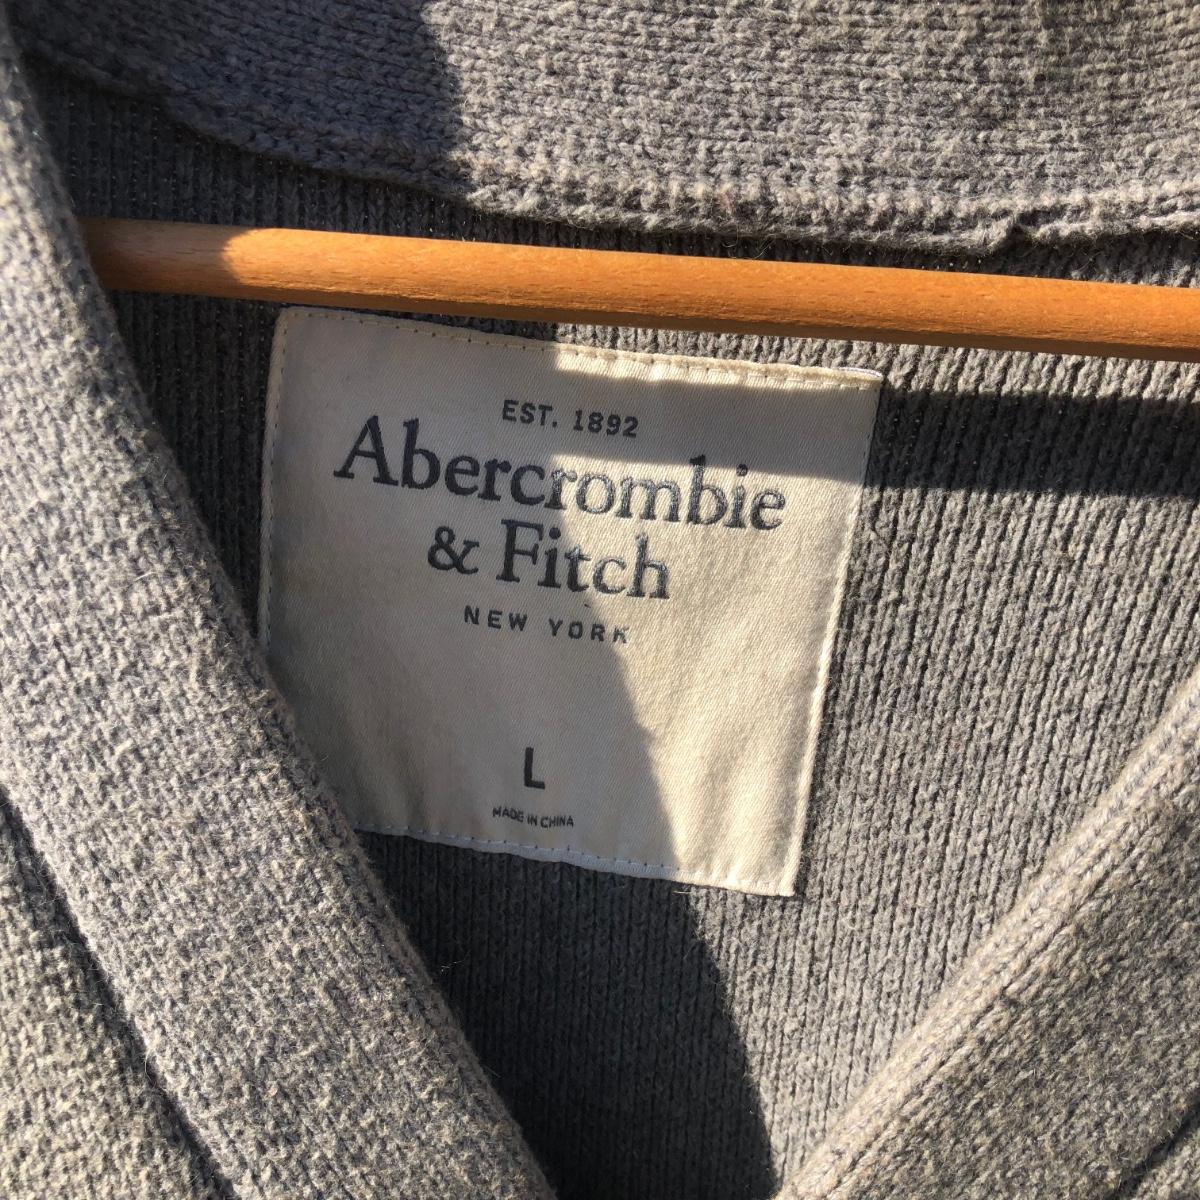 EST. 1892
Abercrombie
& Fitch
NEW YORK
L
MADE IN CHINA